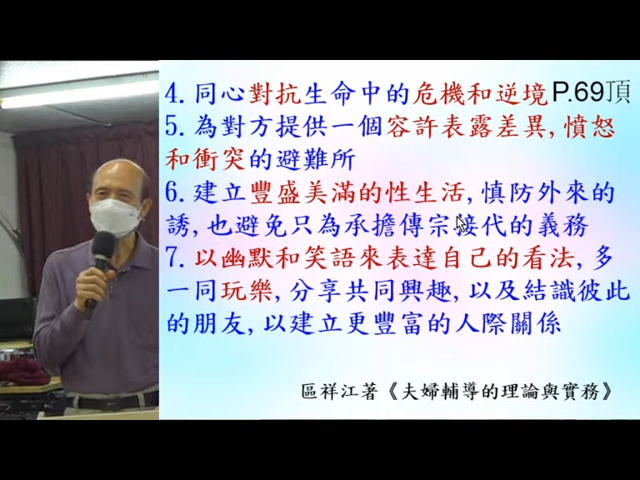 4. 同心對抗生命中的危機和逆境 P.69頂
5. 為對方提供一個容許表露差異, 憤怒
和衝突的避難所
6. 建立豐盛美滿的性生活, 慎防外來的
誘, 也避免只為承擔傳宗接代的義務
7. 以幽默和笑語來表達自己的看法, 多
一同玩樂, 分享共同興趣, 以及結識彼此
的朋友, 以建立更豐富的人際關係
區祥江著《夫婦輔導的理論與實務》